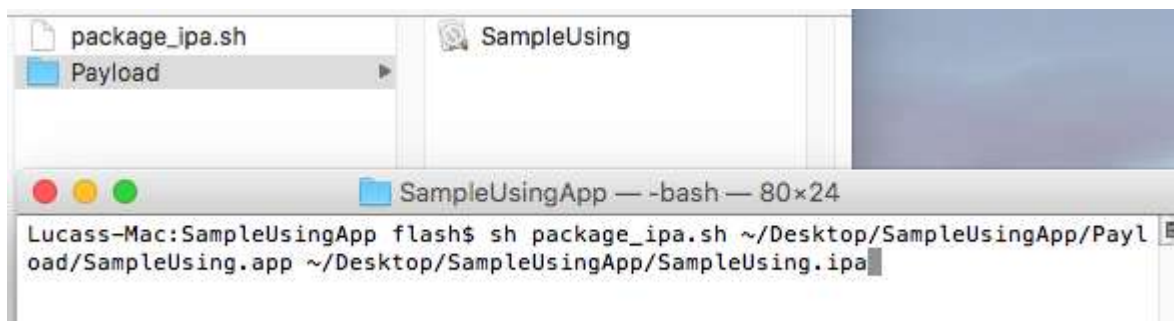 package_ipa.sh
SampleUsing
Payload
SampleUsingApp — -bash — 80×24
Lucass-Mac:SampleUsingApp flash$ sh package_ipa.sh ~/Desktop/SampleUsingApp/Payl
oad/SampleUsing.app ~/Desktop/SampleUsingApp/SampleUsing.ipa